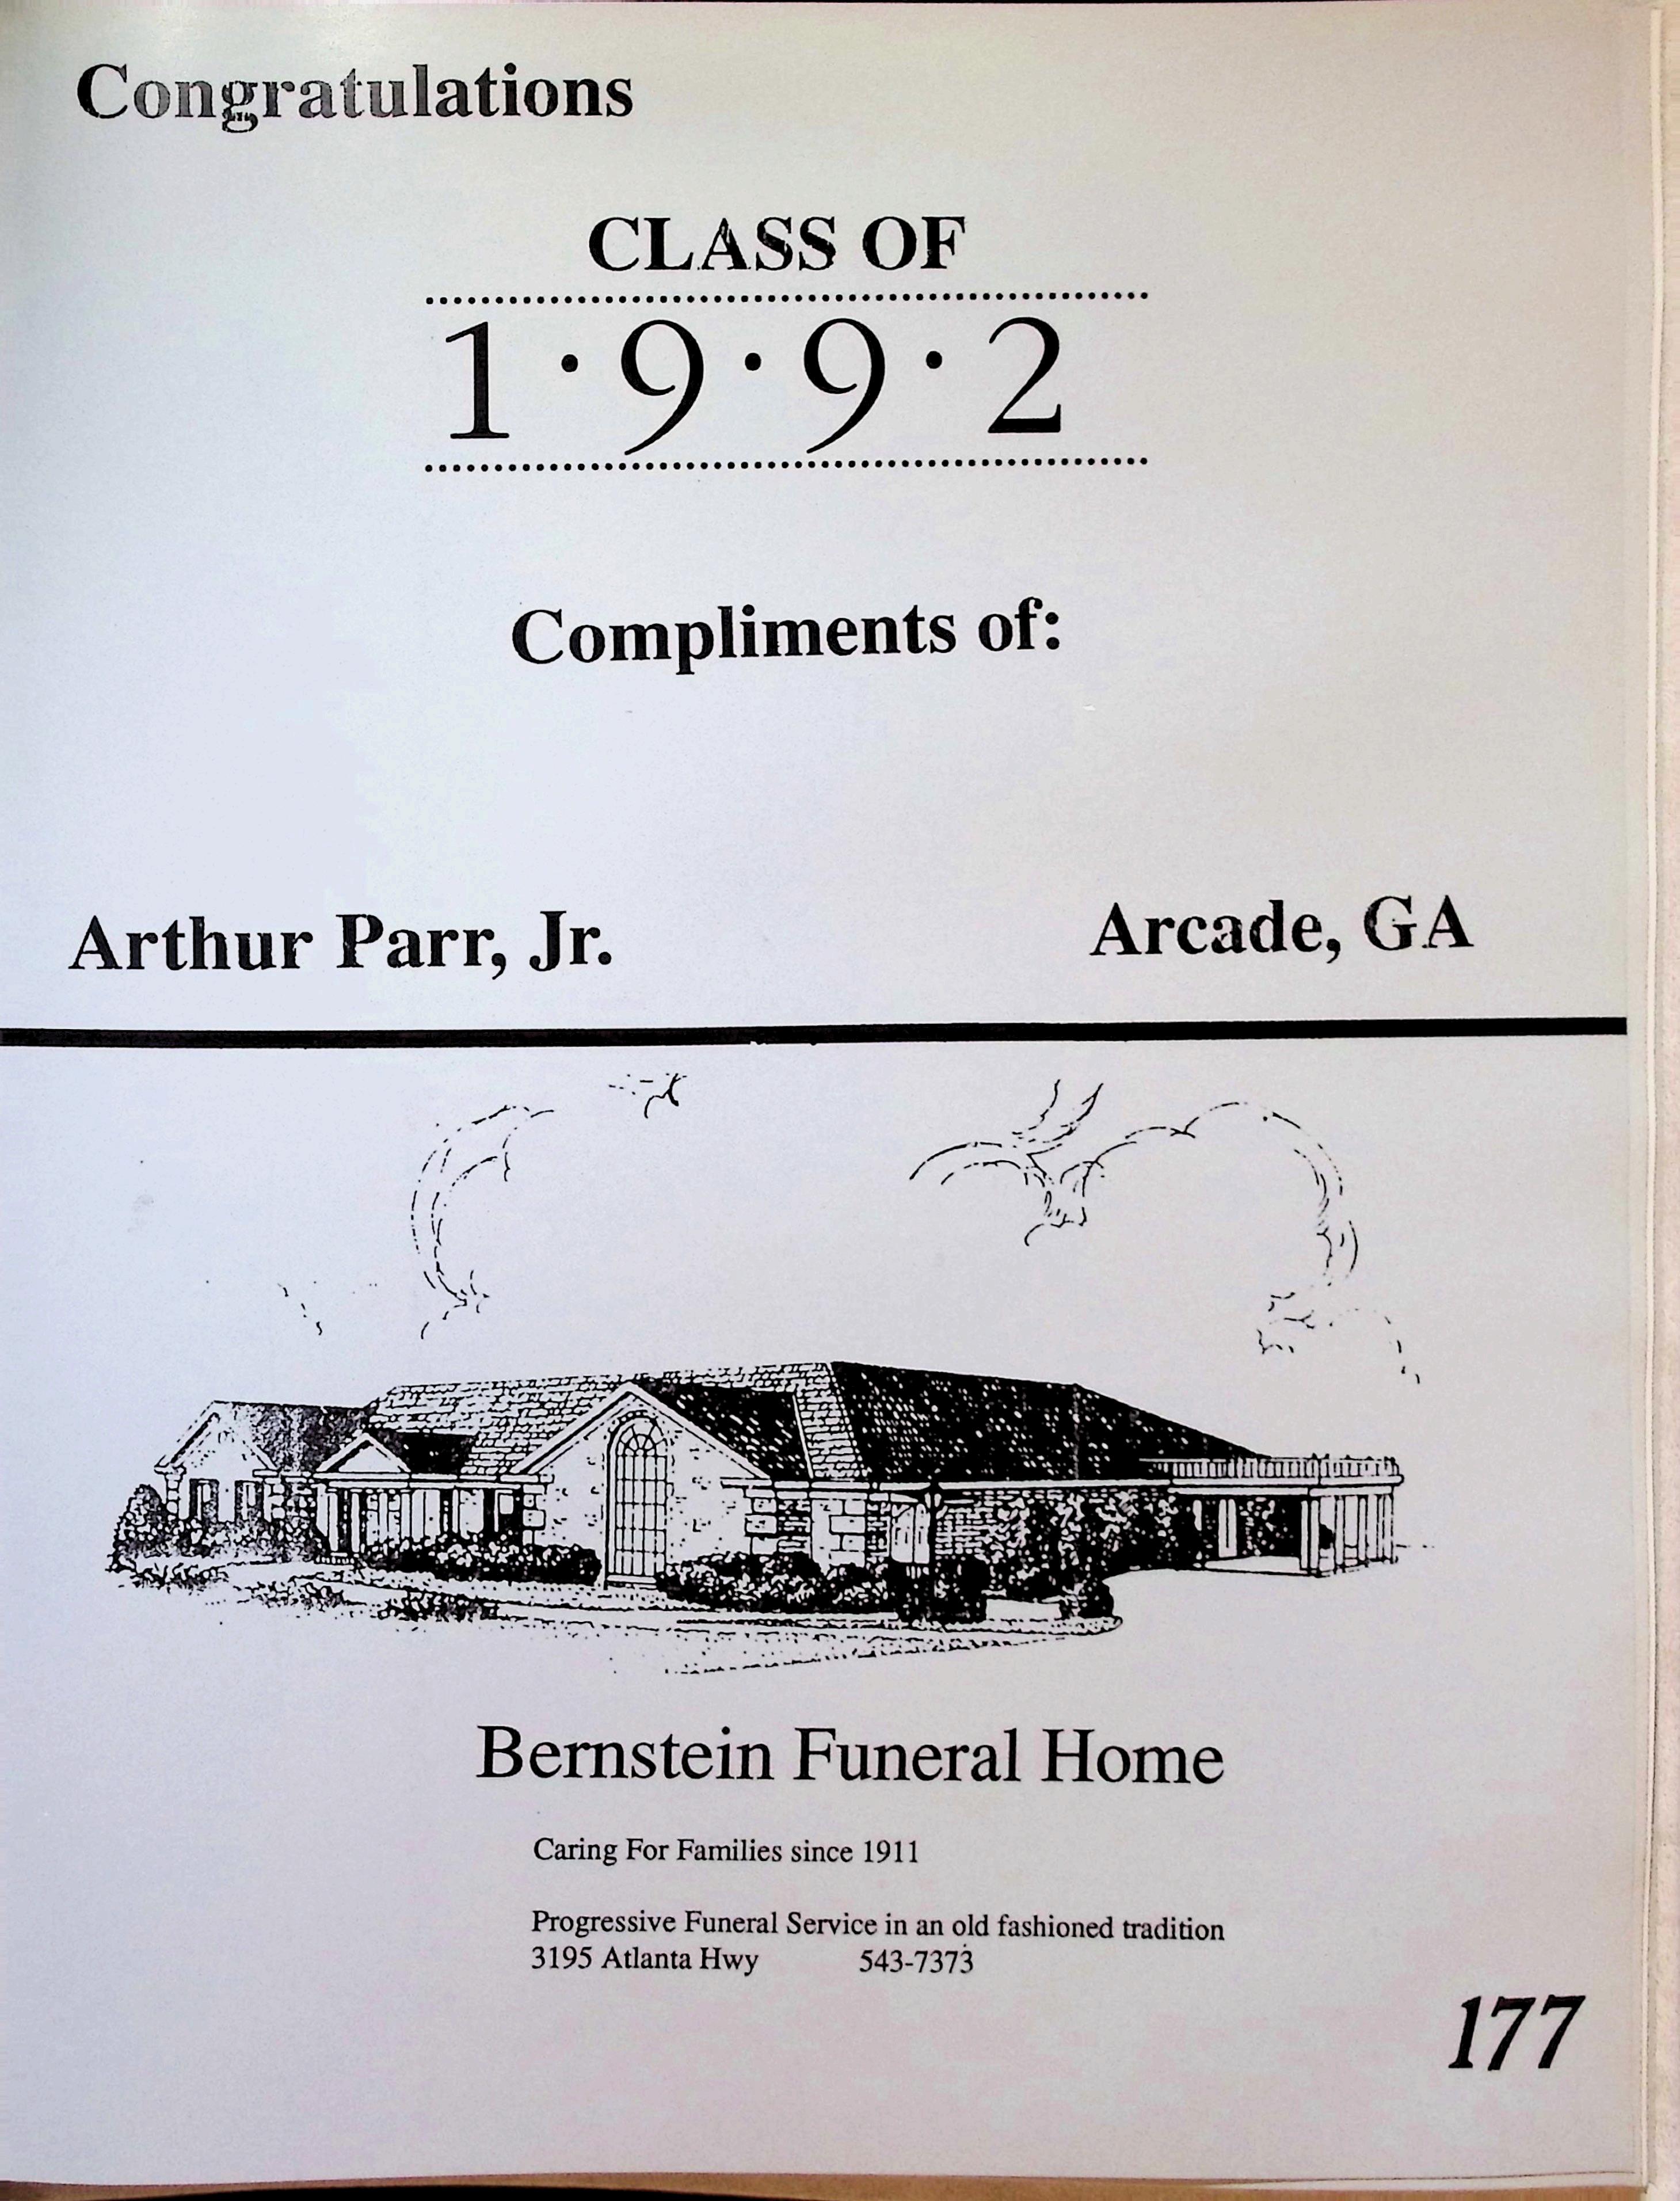 Congratulations
CLASS OF
1·9·9·2
Compliments of:
Arthur Parr, Jr. Arcade, GA
Bernstein Funeral Home
Caring For Families since 1911
Progressive Funeral Service in an old fashioned tradition
3195 Atlanta Hwy 543-7373
177